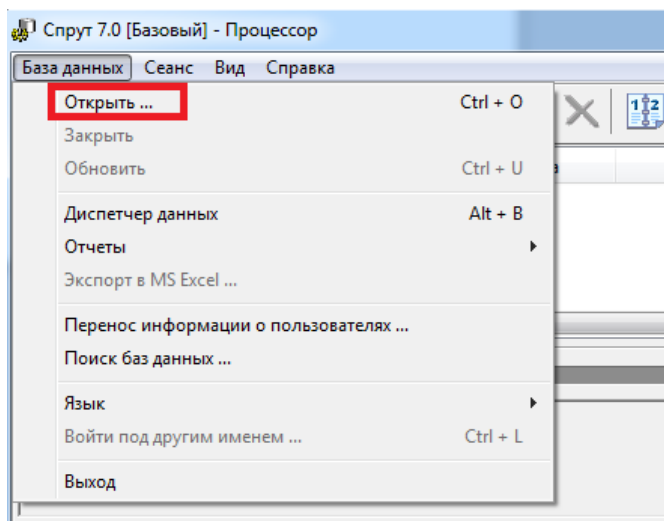 Спрут 7.0 [Базовый] - Процессор
База данных Сеанс Вид Справка
Открыть ... Ctrl + O
Закрыть
Обновить Ctrl + U
Диспетчер данных Alt + B
Отчеты
Экспорт в MS Excel ...
Перенос информации о пользователях ...
Поиск баз данных ...
Язык
Войти под другим именем ... Ctrl + L
Выход